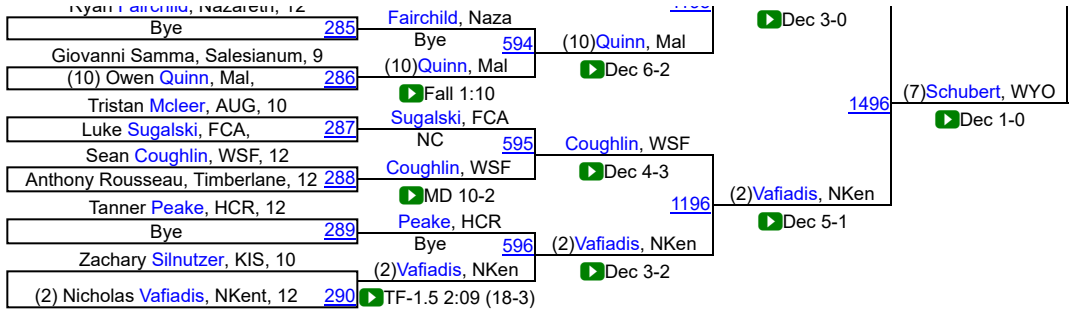 Ryan Fairchild, Nazareth, 12
Bye 285
Giovanni Samma, Salesianum, 9
(10) Owen Quinn, Mal, 286
Tristan Mcleer, AUG, 10
Luke Sugalski, FCA, 287
Sean Coughlin, WSF, 12
Anthony Rousseau, Timberlane, 12 288
Tanner Peake, HCR, 12
Bye 289
Zachary Silnutzer, KIS, 10
(2) Nicholas Vafiadis, NKent, 12 290
Fairchild, Naza
Bye 594
(10)Quinn, Mal
Fall 1:10
Sugalski, FCA
NC 595
Coughlin, WSF
MD 10-2
Peake, HCR
Bye 596
(2)Vafiadis, NKen
TF-1.5 2:09 (18-3)
(10)Quinn, Mal
Dec 6-2
Coughlin, WSF
Dec 4-3
1196
(2)Vafiadis, NKen
Dec 3-2
Dec 3-0
1496
(2)Vafiadis, NKen
Dec 5-1
(7)Schubert, WYO
Dec 1-0